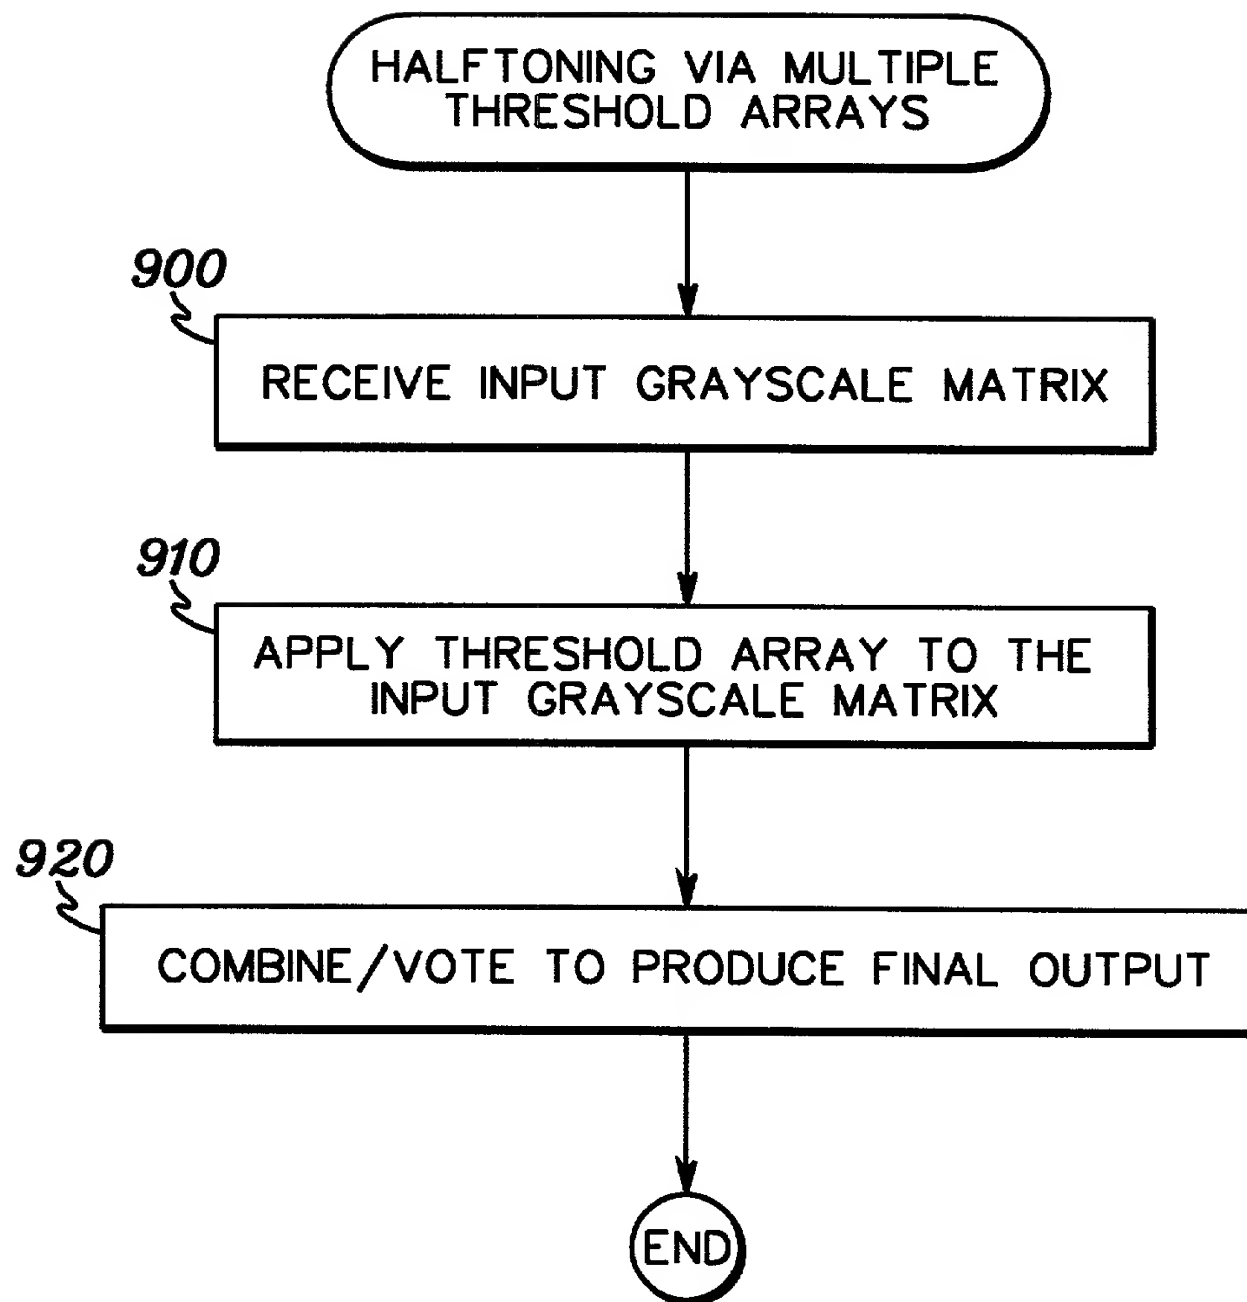 HALFTONING VIA MULTIPLE
THRESHOLD ARRAYS
900
RECEIVE INPUT GRAYSCALE MATRIX
910
APPLY THRESHOLD ARRAY TO THE
INPUT GRAYSCALE MATRIX
920
COMBINE/VOTE TO PRODUCE FINAL OUTPUT
END